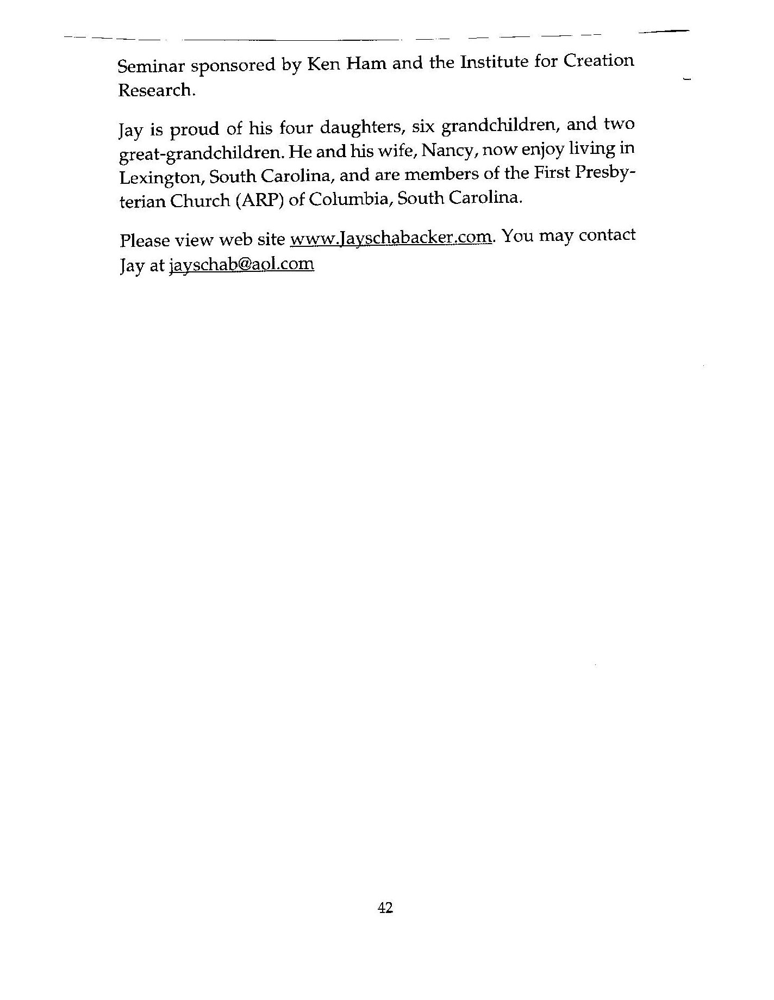 Seminar sponsored by Ken Ham and the Institute for Creation
Research.
Jay is proud of his four daughters, six grandchildren, and two
great-grandchildren. He and his wife, Nancy, now enjoy living in
Lexington, South Carolina, and are members of the First Presby-
terian Church (ARP) of Columbia, South Carolina.
Please view web site www.Jayschabacker.com. You may contact
Jay at jayschab@aol.com
42